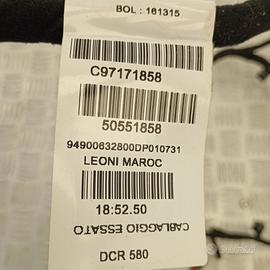 BOL : 161315
C97171858
50551858
94900632800DP010731
LEONI MAROC
18:52.50
CABLAGGIO ESSATO
DCR 580